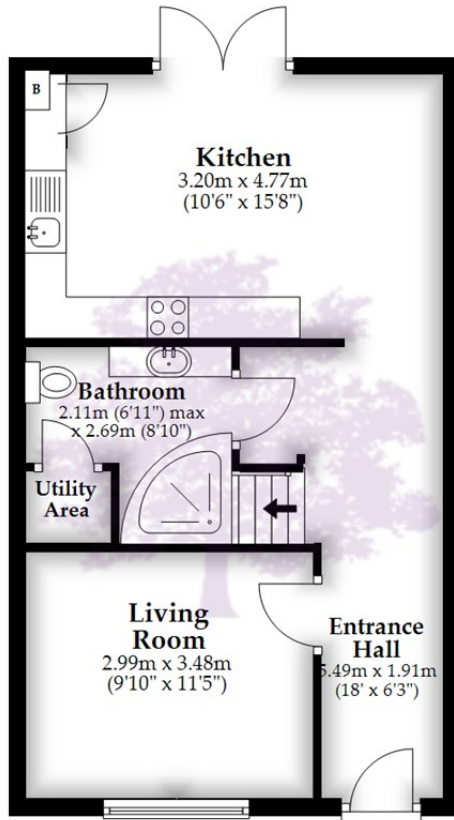 B
Kitchen
3.20m x 4.77m
(10'6" x 15'8")
Bathroom
2.11m (6'11") max
x 2.69m (8'10")
Utility
Area
Living
Room
2.99m x 3.48m
(9'10" x 11'5")
Entrance
Hall
5.49m x 1.91m
(18' x 6'3")